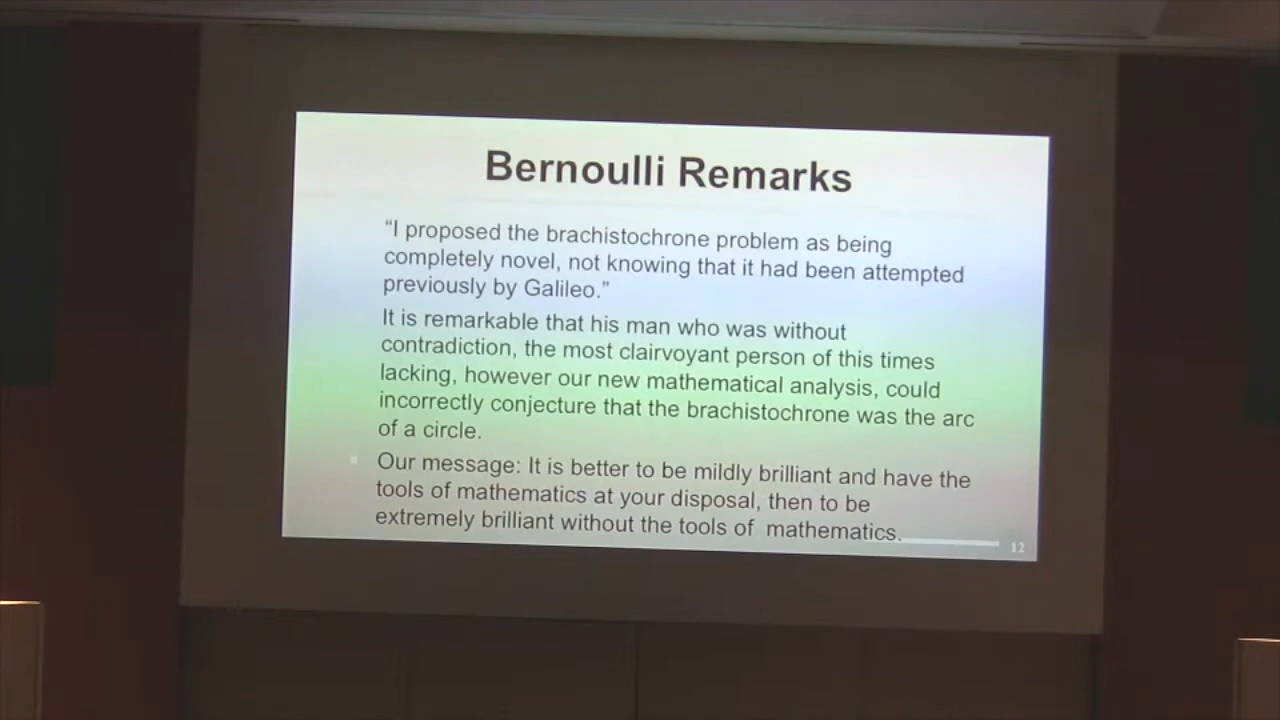 Bernoulli Remarks
“I proposed the brachistochrone problem as being
completely novel, not knowing that it had been attempted
previously by Galileo.”
It is remarkable that his man who was without
contradiction, the most clairvoyant person of this times
lacking, however our new mathematical analysis, could
incorrectly conjecture that the brachistochrone was the arc
of a circle.
Our message: It is better to be mildly brilliant and have the
tools of mathematics at your disposal, then to be
extremely brilliant without the tools of mathematics.
12